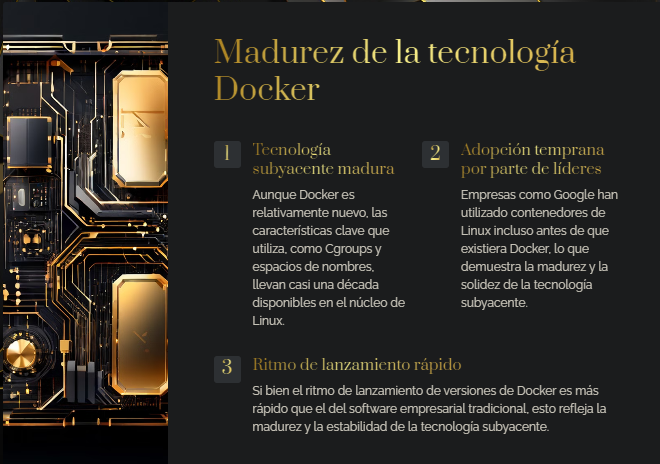 Madurez de la tecnología
Docker
1
Tecnología
subyacente madura
Aunque Docker es
relativamente nuevo, las
características clave que
utiliza, como Cgroups y
espacios de nombres,
llevan casi una década
disponibles en el núcleo de
Linux.
2
Adopción temprana
por parte de líderes
Empresas como Google han
utilizado contenedores de
Linux incluso antes de que
existiera Docker, lo que
demuestra la madurez y la
solidez de la tecnología
subyacente.
3
Ritmo de lanzamiento rápido
Si bien el ritmo de lanzamiento de versiones de Docker es más
rápido que el del software empresarial tradicional, esto refleja la
madurez y la estabilidad de la tecnología subyacente.